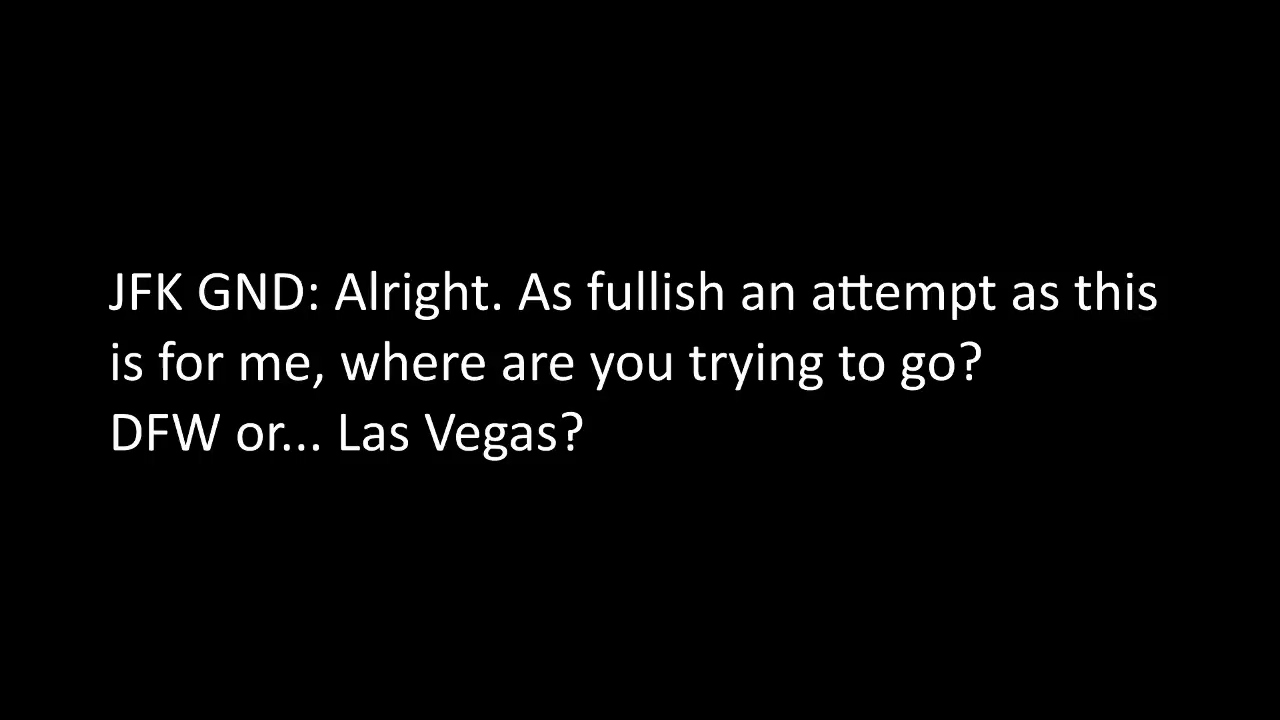 JFK GND: Alright. As fullish an attempt as this
is for me, where are you trying to go?
DFW or... Las Vegas?